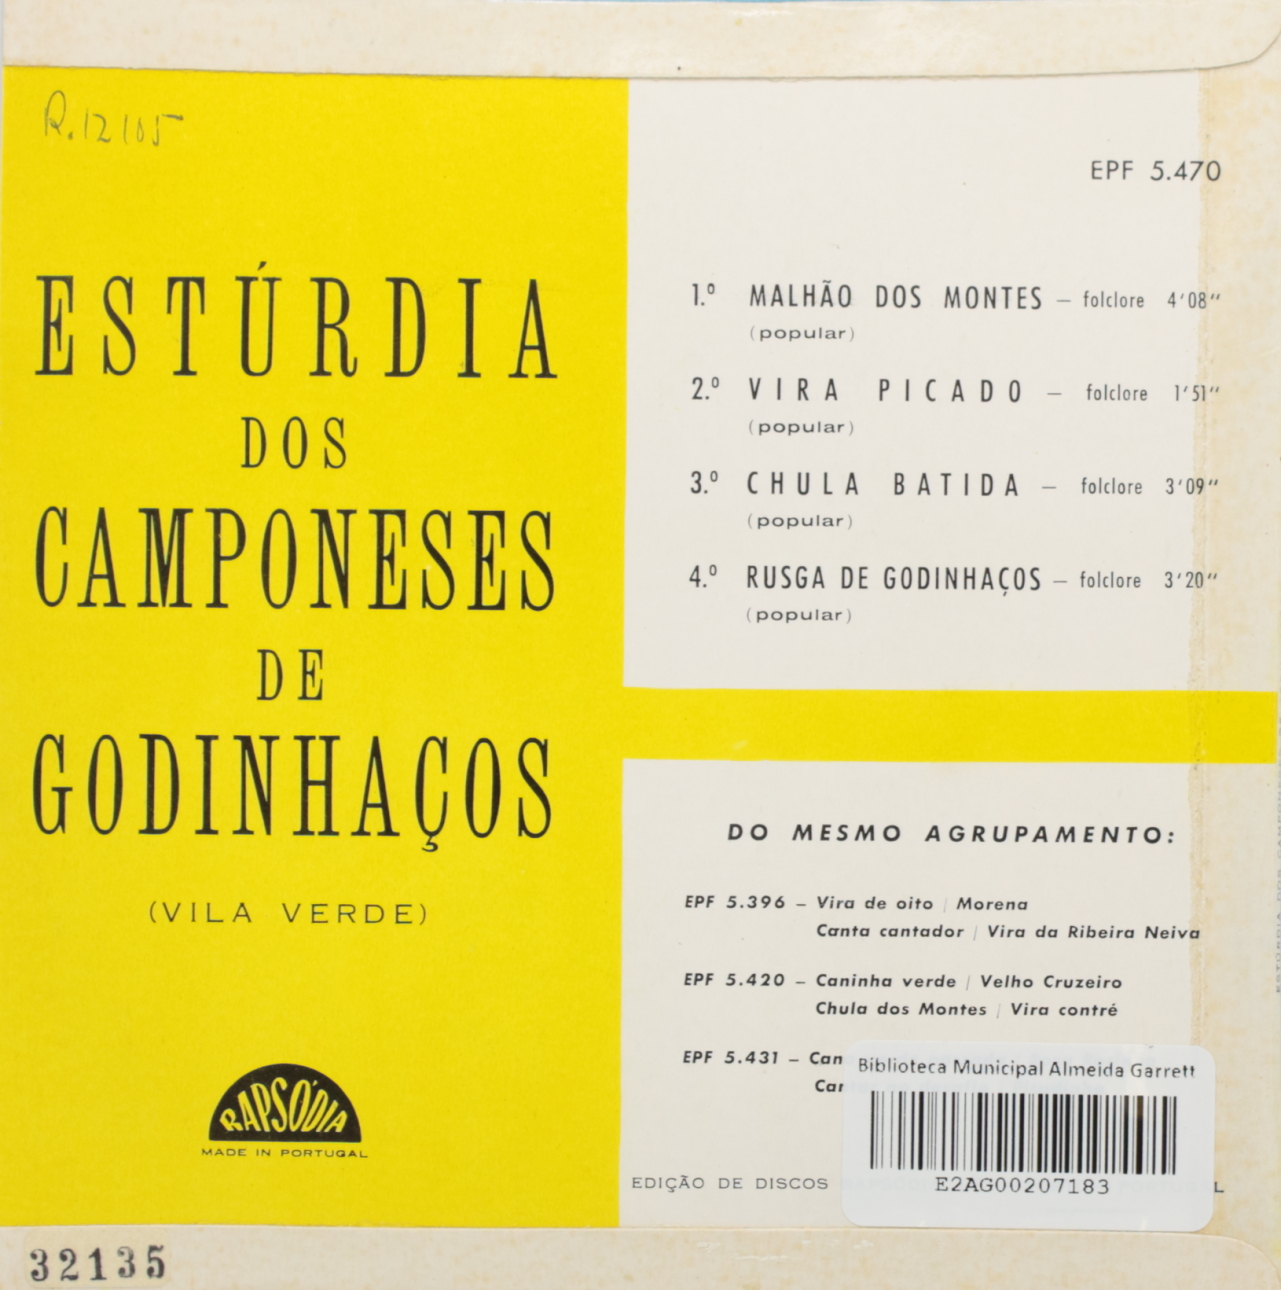 R.12105
ESTÚRDIA
DOS
CAMPONESES
DE
GODINHAÇOS
(VILA VERDE)
RAPSÓDIA
MADE IN PORTUGAL
32135
EPF 5.470
1.º MALHÃO DOS MONTES — folclore 4'08"
(popular)
2.º VIRA PICADO — folclore 1'51"
(popular)
3.º CHULA BATIDA — folclore 3'09"
(popular)
4.º RUSGA DE GODINHAÇOS — folclore 3'20"
(popular)
DO MESMO AGRUPAMENTO:
EPF 5.396 — Vira de oito / Morena
Canta cantador / Vira da Ribeira Neiva
EPF 5.420 — Caninha verde / Velho Cruzeiro
Chula dos Montes / Vira contré
EPF 5.431 —
EDIÇÃO DE DISCOS
Biblioteca Municipal Almeida Garrett
E2AG00207183